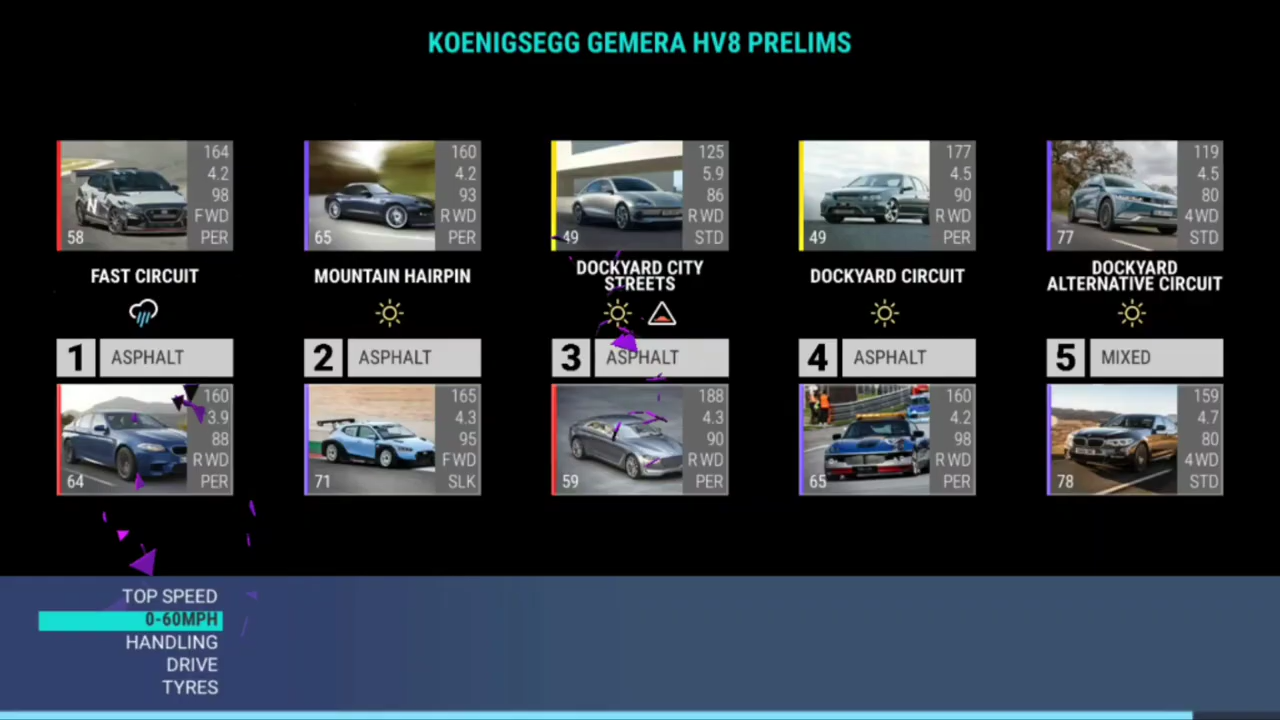 KOENIGSEGG GEMERA HV8 PRELIMS
164
4.2
98
FWD
PER
58
160
4.2
93
RWD
PER
65
125
5.9
86
RWD
STD
49
177
4.5
90
RWD
PER
49
119
4.5
80
4WD
STD
77
FAST CIRCUIT
MOUNTAIN HAIRPIN
DOCKYARD CITY
STREETS
DOCKYARD CIRCUIT
DOCKYARD
ALTERNATIVE CIRCUIT
1 ASPHALT
2 ASPHALT
3 ASPHALT
4 ASPHALT
5 MIXED
160
3.9
88
RWD
PER
64
165
4.3
95
FWD
SLK
71
188
4.3
90
RWD
PER
59
160
4.2
98
RWD
PER
65
159
4.7
80
4WD
STD
78
TOP SPEED
0-60MPH
HANDLING
DRIVE
TYRES